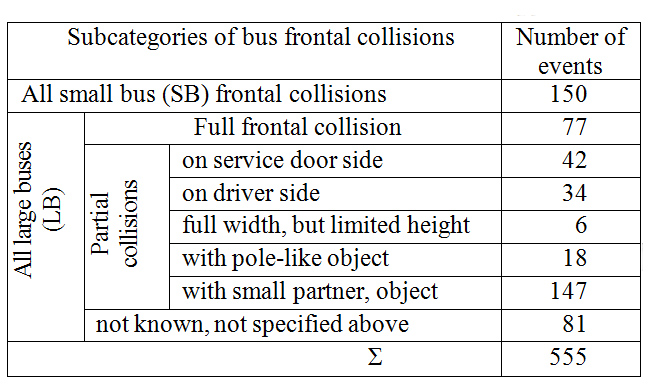 Subcategories of bus frontal collisions
Number of
events
All small bus (SB) frontal collisions 150
All large buses
(LB)
Full frontal collision 77
Partial
collisions
on service door side 42
on driver side 34
full width, but limited height 6
with pole-like object 18
with small partner, object 147
not known, not specified above 81
Σ 555